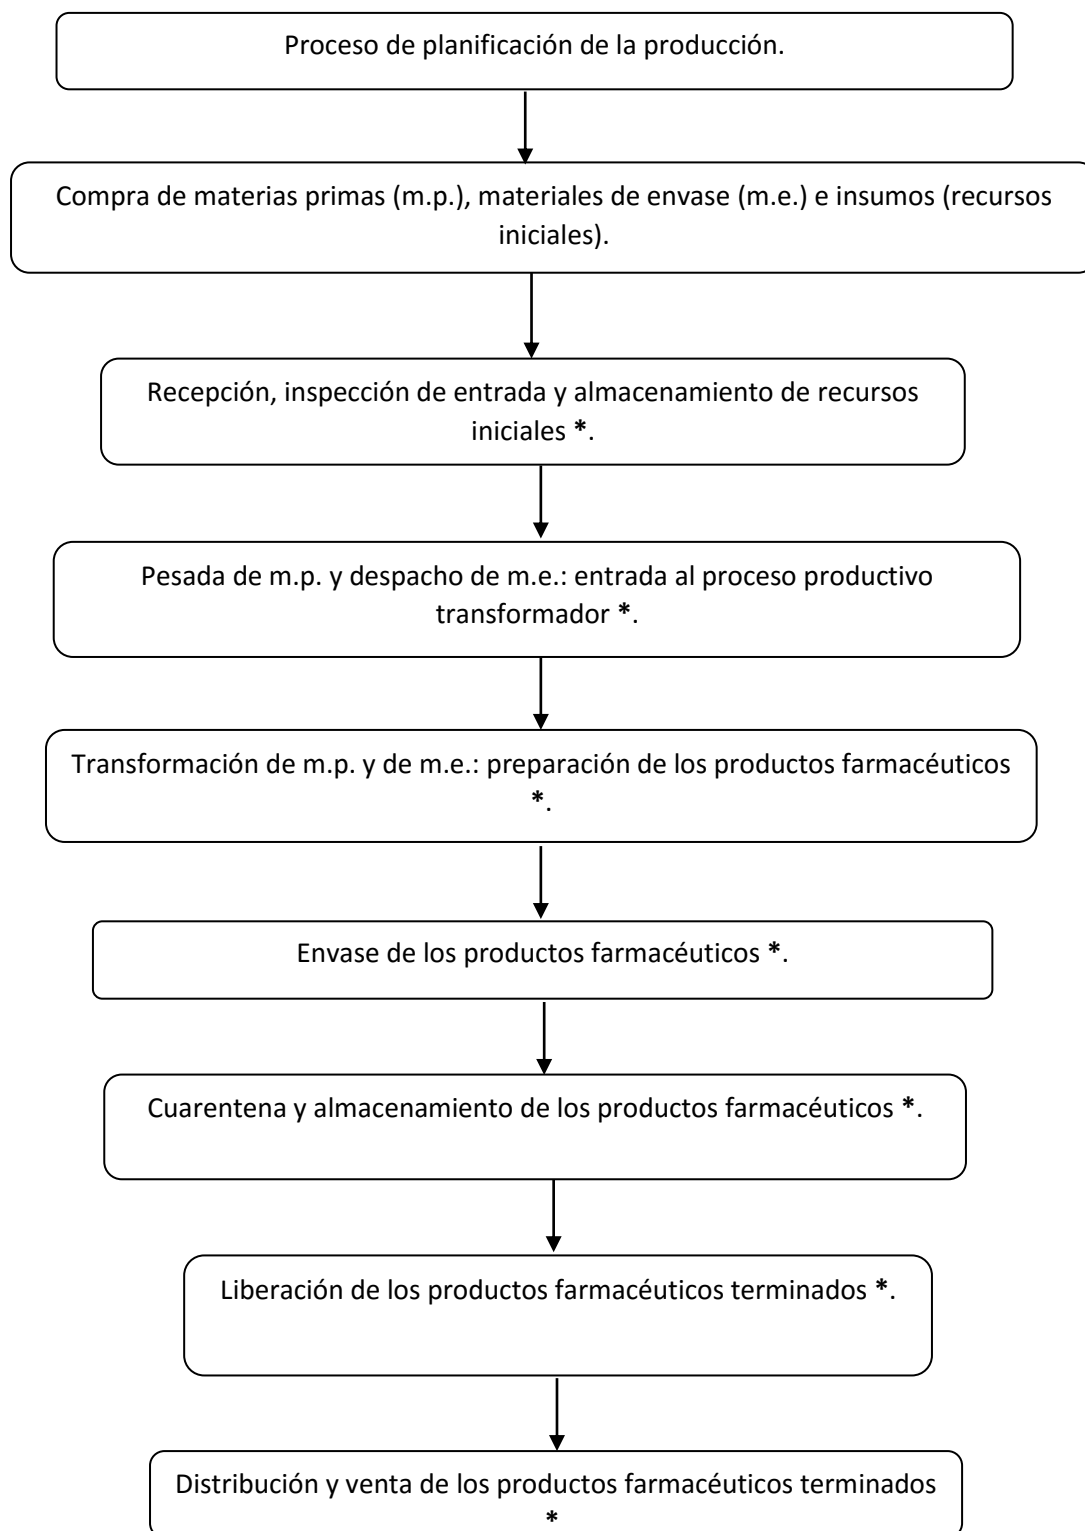 Proceso de planificación de la producción.
Compra de materias primas (m.p.), materiales de envase (m.e.) e insumos (recursos
iniciales).
Recepción, inspección de entrada y almacenamiento de recursos
iniciales *.
Pesada de m.p. y despacho de m.e.: entrada al proceso productivo
transformador *.
Transformación de m.p. y de m.e.: preparación de los productos farmacéuticos
*.
Envase de los productos farmacéuticos *.
Cuarentena y almacenamiento de los productos farmacéuticos *.
Liberación de los productos farmacéuticos terminados *.
Distribución y venta de los productos farmacéuticos terminados
*